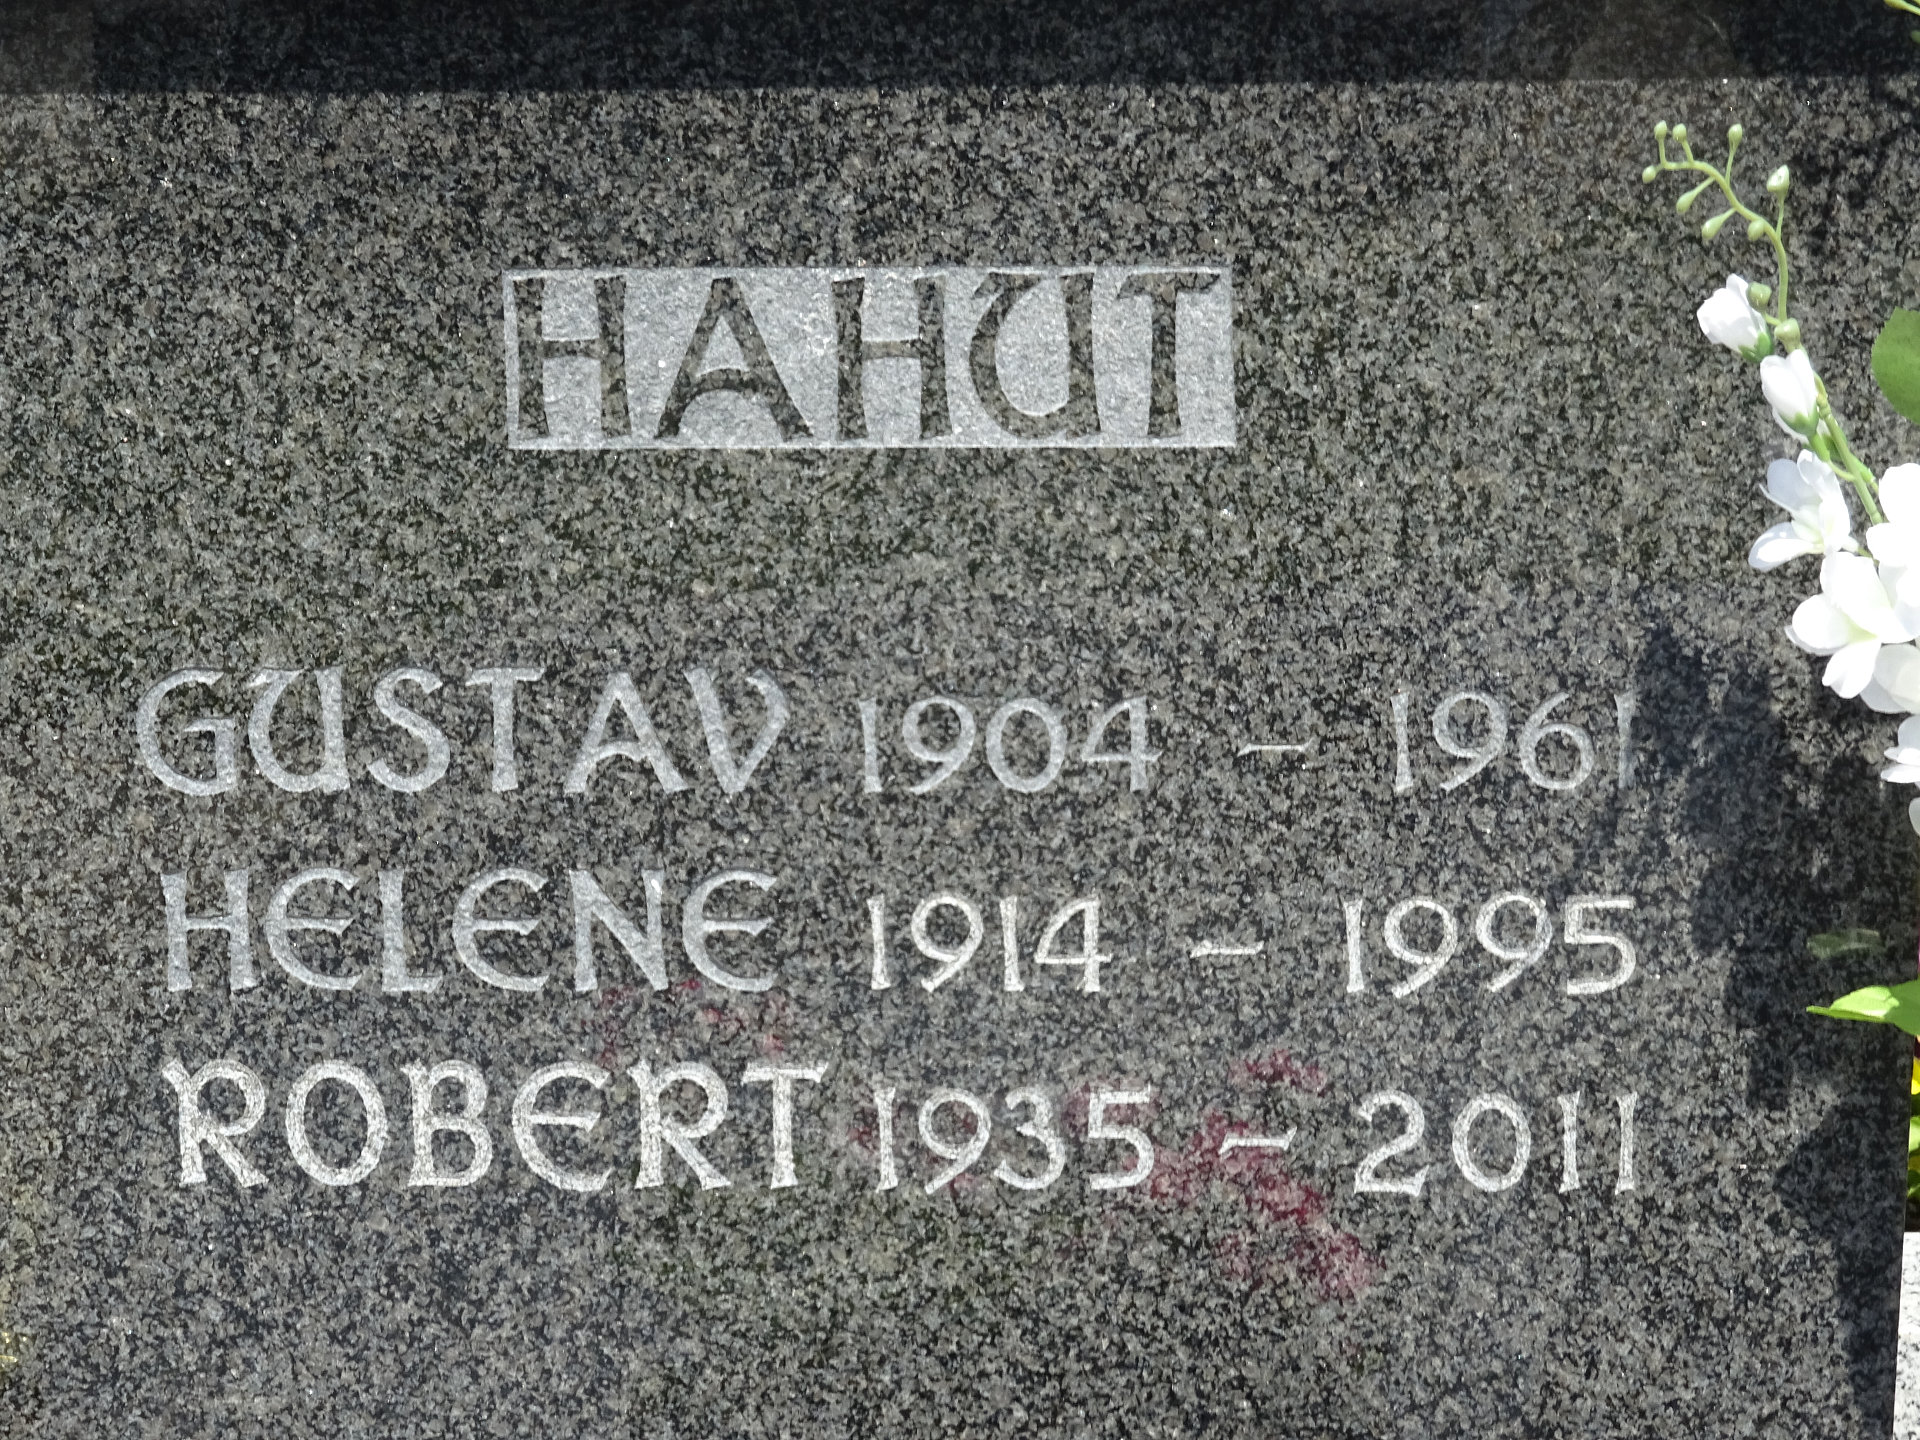 HAHUT
GUSTAV 1904 – 1961
HELENE 1914 – 1995
ROBERT 1935 – 2011